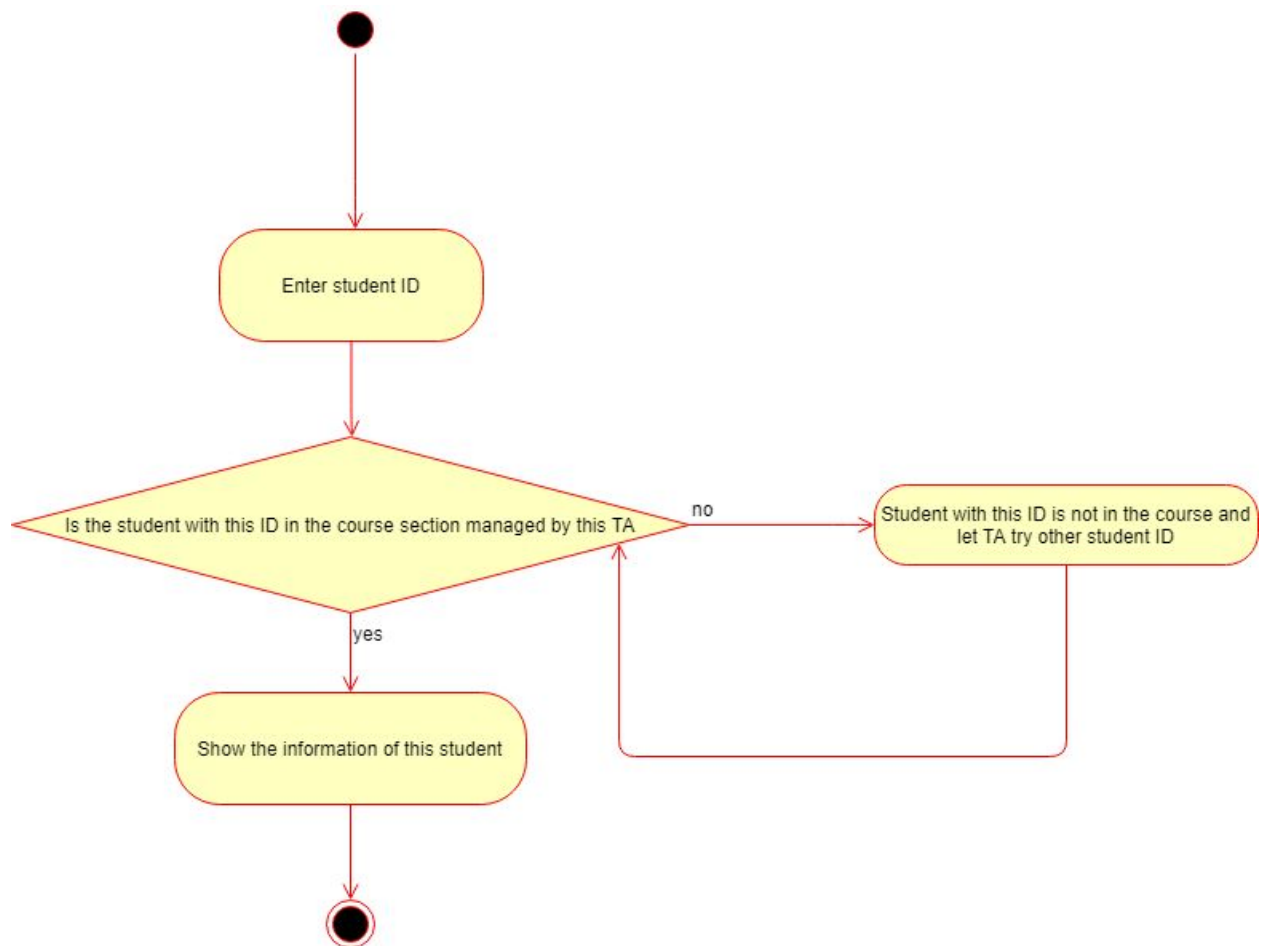 Enter student ID
Is the student with this ID in the course section managed by this TA
no
Student with this ID is not in the course and
let TA try other student ID
yes
Show the information of this student